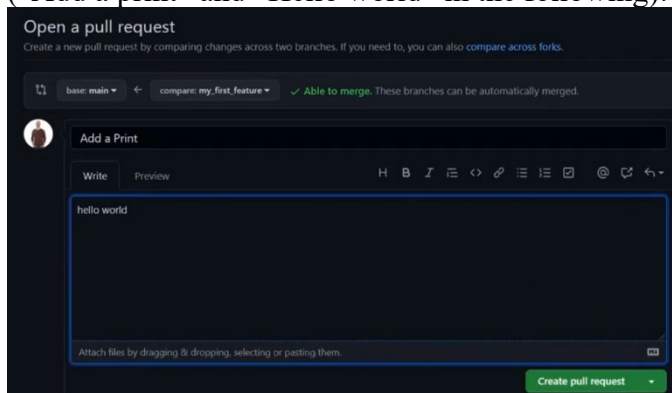 ("Add a print" and "Hello world" in the following).
Open a pull request
Create a new pull request by comparing changes across two branches. If you need to, you can also compare across forks.
base: main ← compare: my_first_feature ✓ Able to merge. These branches can be automatically merged.
Add a Print
Write Preview H B I <> @
hello world
Attach files by dragging & dropping, selecting or pasting them.
Create pull request